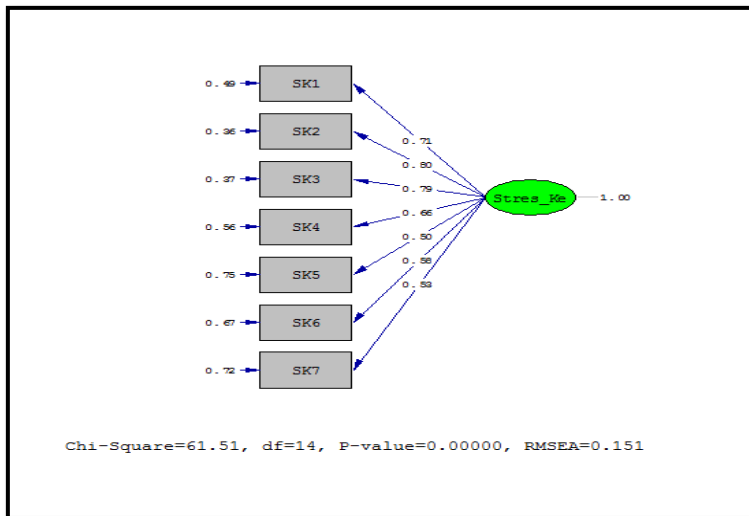 0.49 SK1
0.71
0.36 SK2
0.80
0.37 SK3
0.79
Stres_Ke 1.00
0.56 SK4
0.66
0.50
0.75 SK5
0.58
0.53
0.67 SK6
0.72 SK7
Chi-Square=61.51, df=14, P-value=0.00000, RMSEA=0.151